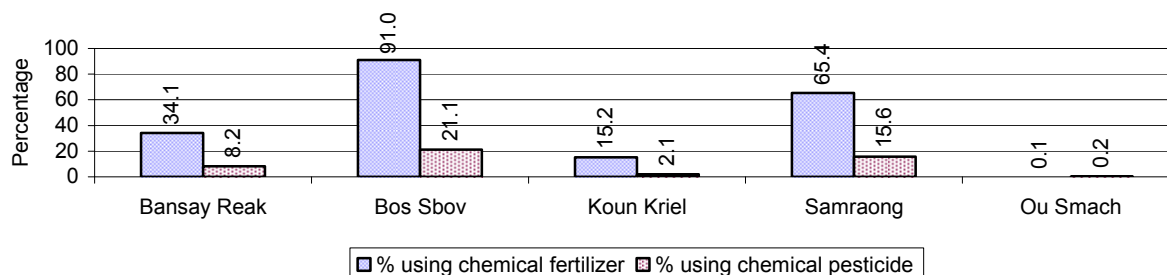 Percentage
100
80
60
40
20
0
34.1
8.2
91.0
21.1
15.2
2.1
65.4
15.6
0.1
0.2
Bansay Reak
Bos Sbov
Koun Kriel
Samraong
Ou Smach
% using chemical fertilizer
% using chemical pesticide